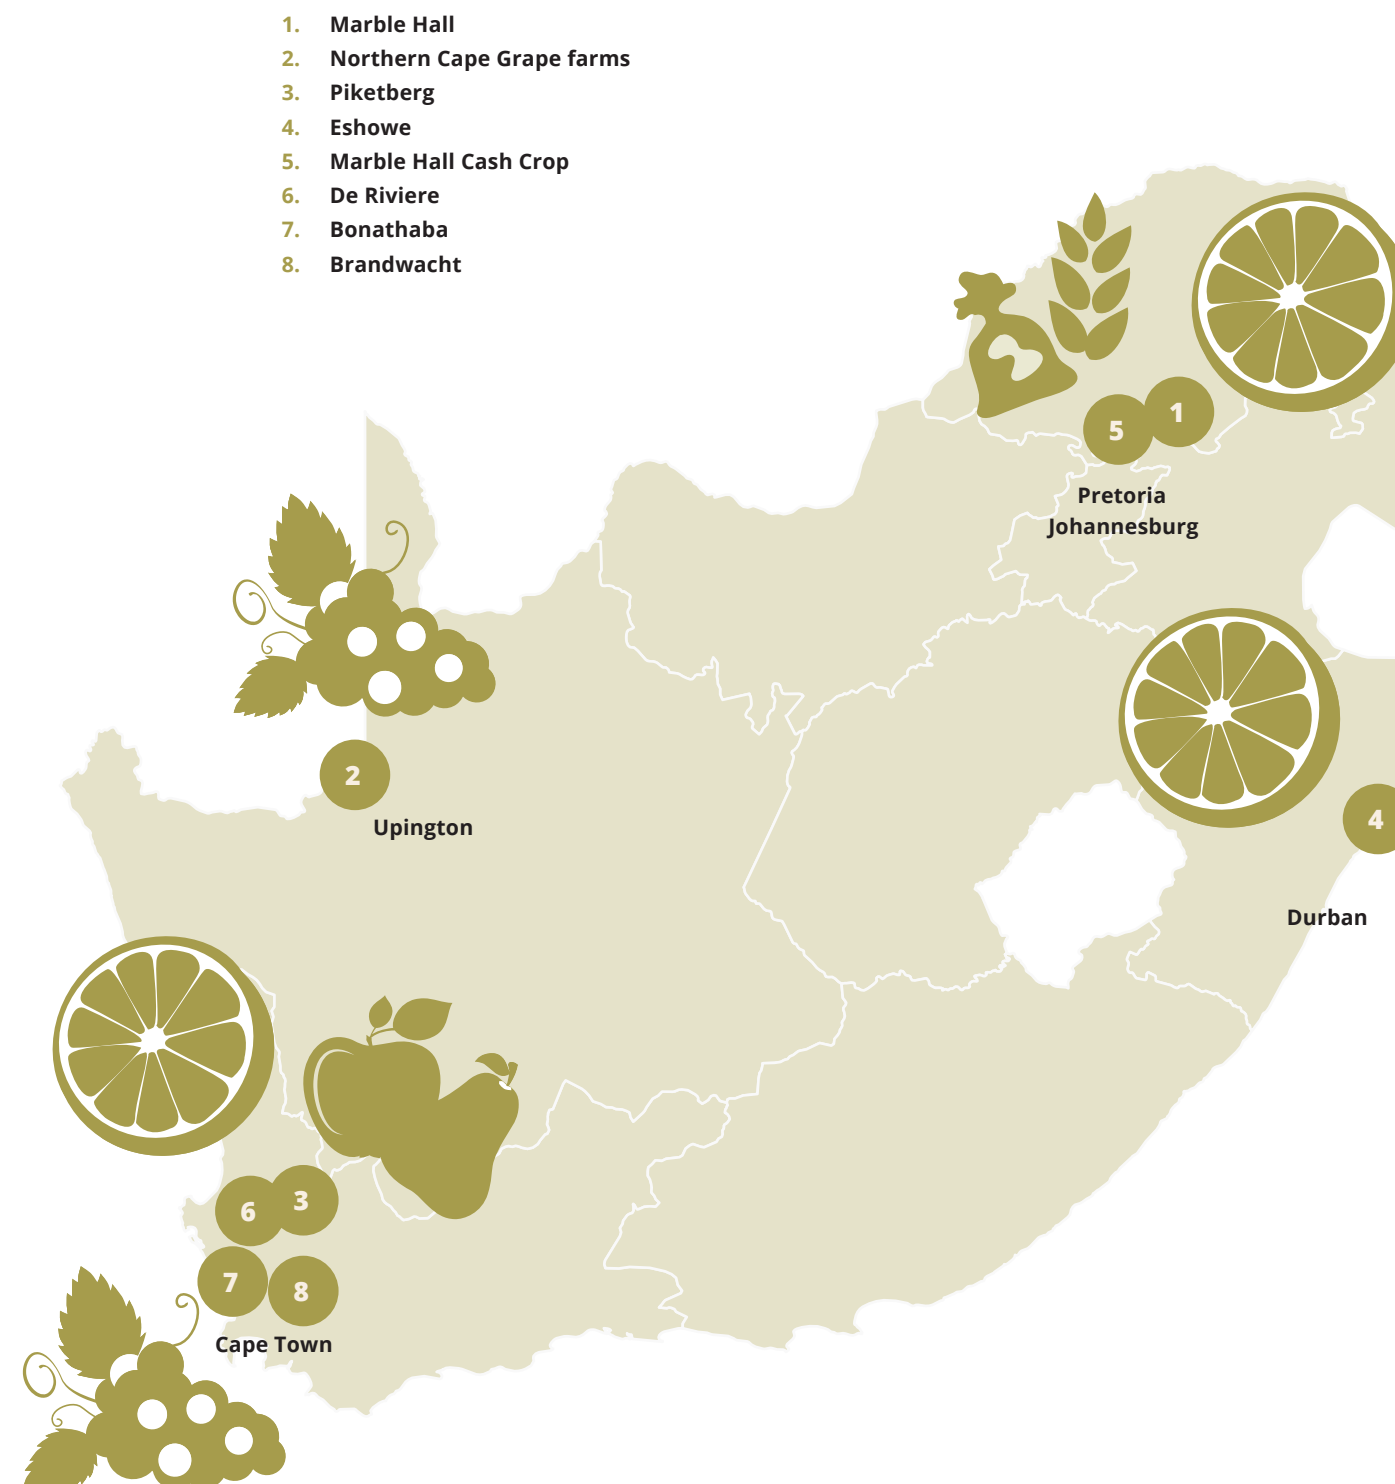 1. Marble Hall
2. Northern Cape Grape farms
3. Piketberg
4. Eshowe
5. Marble Hall Cash Crop
6. De Riviere
7. Bonathaba
8. Brandwacht
1
5
Pretoria
Johannesburg
2
Upington
4
Durban
3
6
7
8
Cape Town